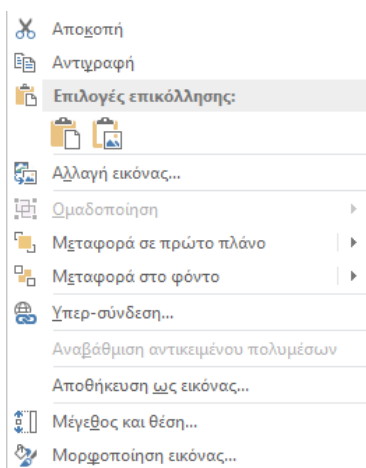 Αποκοπή
Αντιγραφή
Επιλογές επικόλλησης:
Αλλαγή εικόνας...
Ομαδοποίηση
Μεταφορά σε πρώτο πλάνο
Μεταφορά στο φόντο
Υπερ-σύνδεση...
Αναβάθμιση αντικειμένου πολυμέσων
Αποθήκευση ως εικόνας...
Μέγεθος και θέση...
Μορφοποίηση εικόνας...